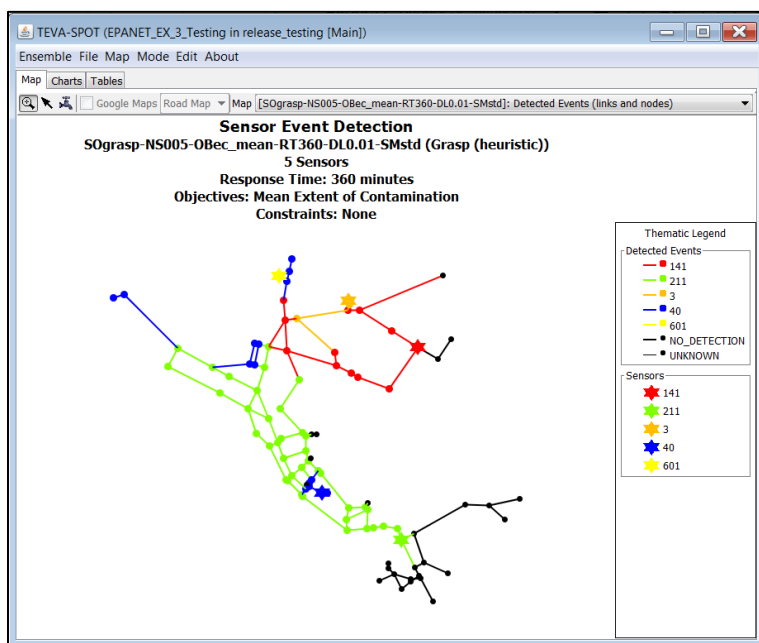 TEVA-SPOT (EPANET_EX_3_Testing in release_testing [Main])
Ensemble File Map Mode Edit About
Map Charts Tables
Google Maps Road Map Map [SOgrasp-NS005-OBec_mean-RT360-DL0.01-SMstd]: Detected Events (links and nodes)
Sensor Event Detection
SOgrasp-NS005-OBec_mean-RT360-DL0.01-SMstd (Grasp (heuristic))
5 Sensors
Response Time: 360 minutes
Objectives: Mean Extent of Contamination
Constraints: None
Thematic Legend
Detected Events
141
211
3
40
601
NO_DETECTION
UNKNOWN
Sensors
141
211
3
40
601